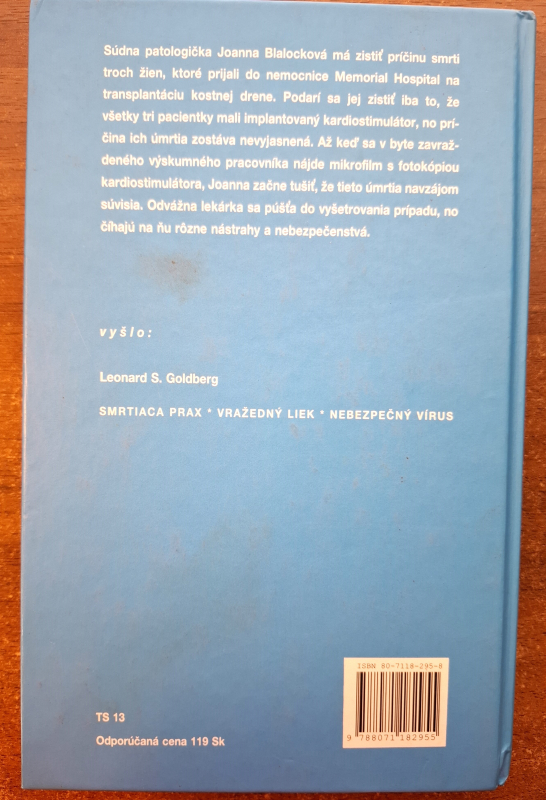 Súdna patologička Joanna Blalocková má zistiť príčinu smrti
troch žien, ktoré prijali do nemocnice Memorial Hospital na
transplantáciu kostnej drene. Podarí sa jej zistiť iba to, že
všetky tri pacientky mali implantovaný kardiostimulátor, no prí-
čina ich úmrtia zostáva nevyjasnená. Až keď sa v byte zavraž-
deného výskumného pracovníka nájde mikrofilm s fotokópiou
kardiostimulátora, Joanna začne tušiť, že tieto úmrtia navzájom
súvisia. Odvážna lekárka sa púšťa do vyšetrovania prípadu, no
číhajú na ňu rôzne nástrahy a nebezpečenstvá.
vyšlo:
Leonard S. Goldberg
SMRTIACA PRAX * VRAŽEDNÝ LIEK * NEBEZPEČNÝ VÍRUS
ISBN 80-7118-295-8
9 788071 182955
TS 13
Odporúčaná cena 119 Sk